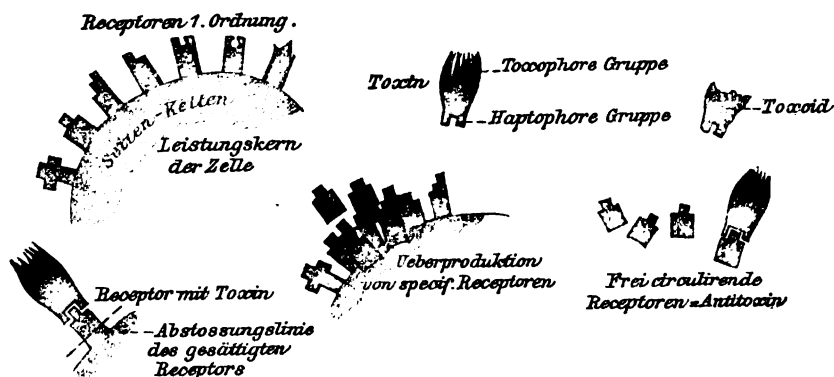 Receptoren 1. Ordnung.
Seiten-Ketten
Leistungskern
der Zelle
Toxin
Toxophore Gruppe
Haptophore Gruppe
Toxoid
Receptor mit Toxin
Abstossungslinie
des gesättigten
Receptors
Ueberproduktion
von specif. Receptoren
Frei circulirende
Receptoren = Antitoxin